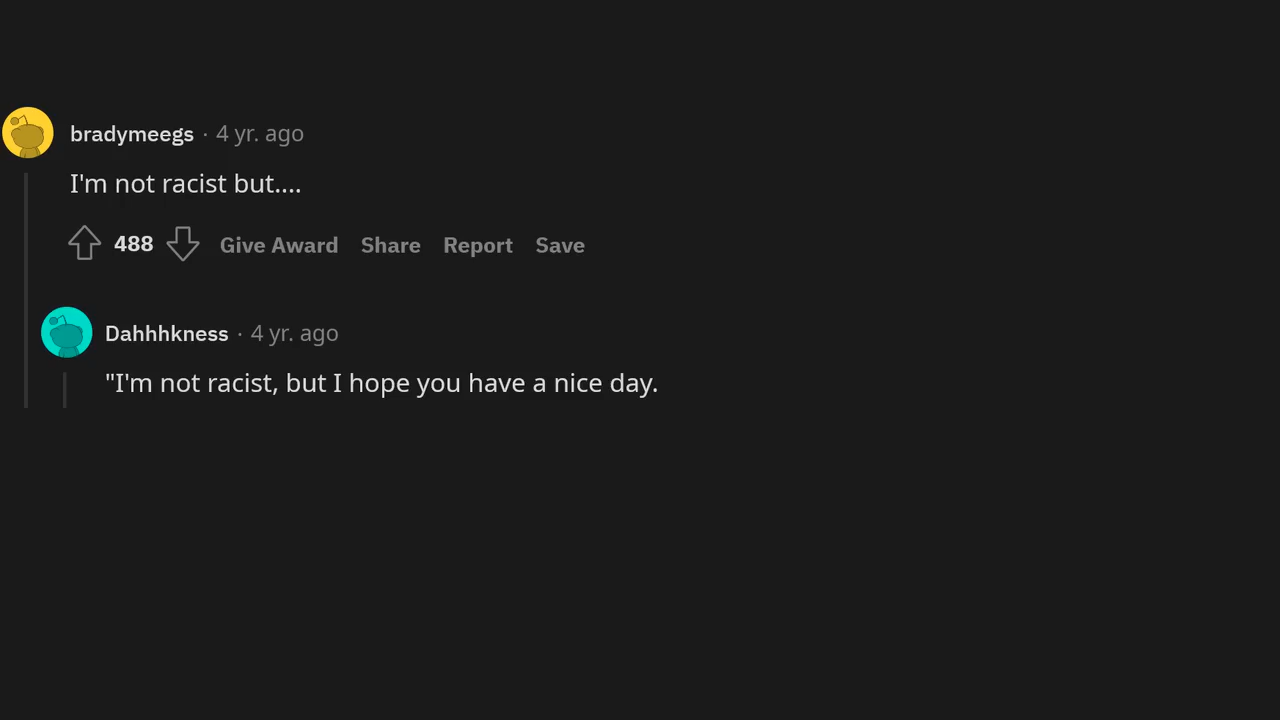 bradymeegs · 4 yr. ago
I'm not racist but....
488 Give Award Share Report Save
Dahhhkness · 4 yr. ago
"I'm not racist, but I hope you have a nice day.